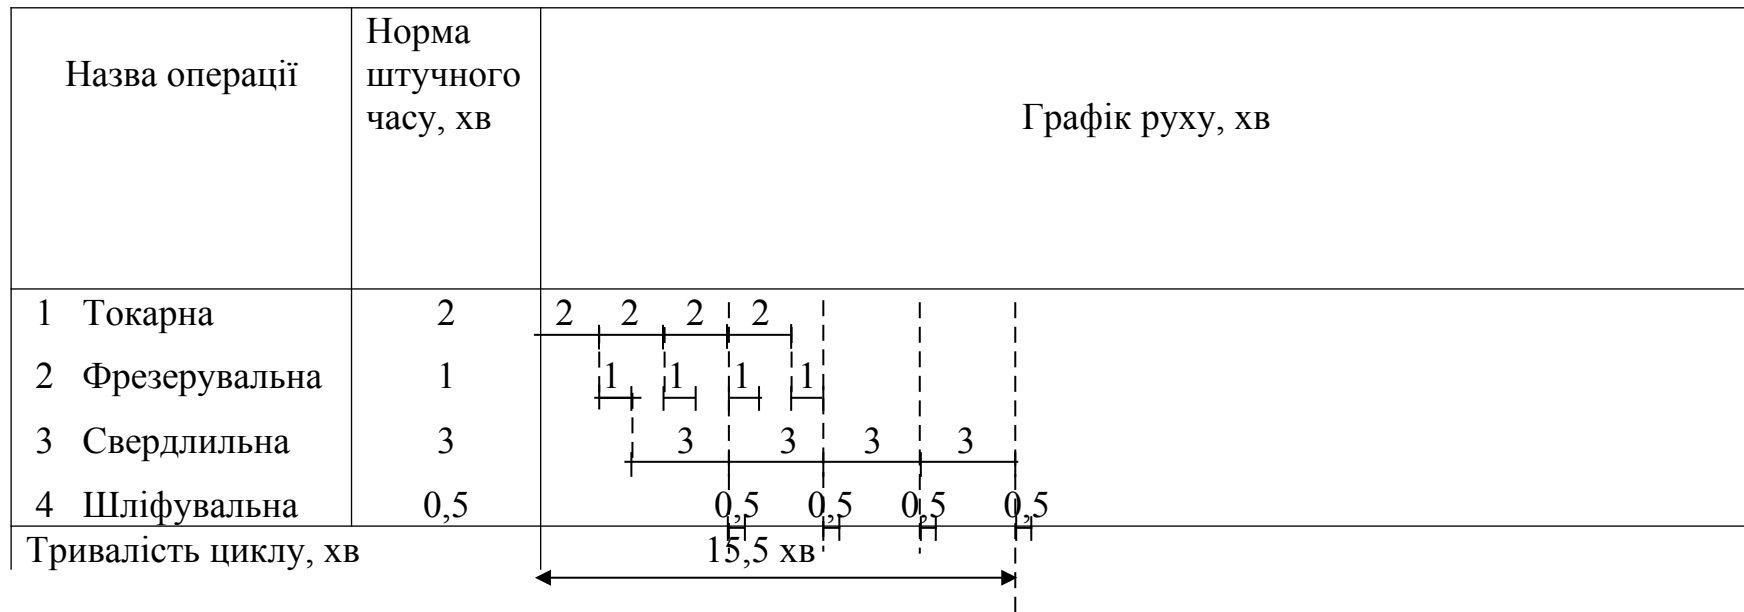 Назва операції
Норма
штучного
часу, хв
Графік руху, хв
1 Токарна 2 2 2 2 2
2 Фрезерувальна 1 1 1 1 1
3 Свердлильна 3 3 3 3 3
4 Шліфувальна 0,5 0,5 0,5 0,5 0,5
Тривалість циклу, хв 15,5 хв